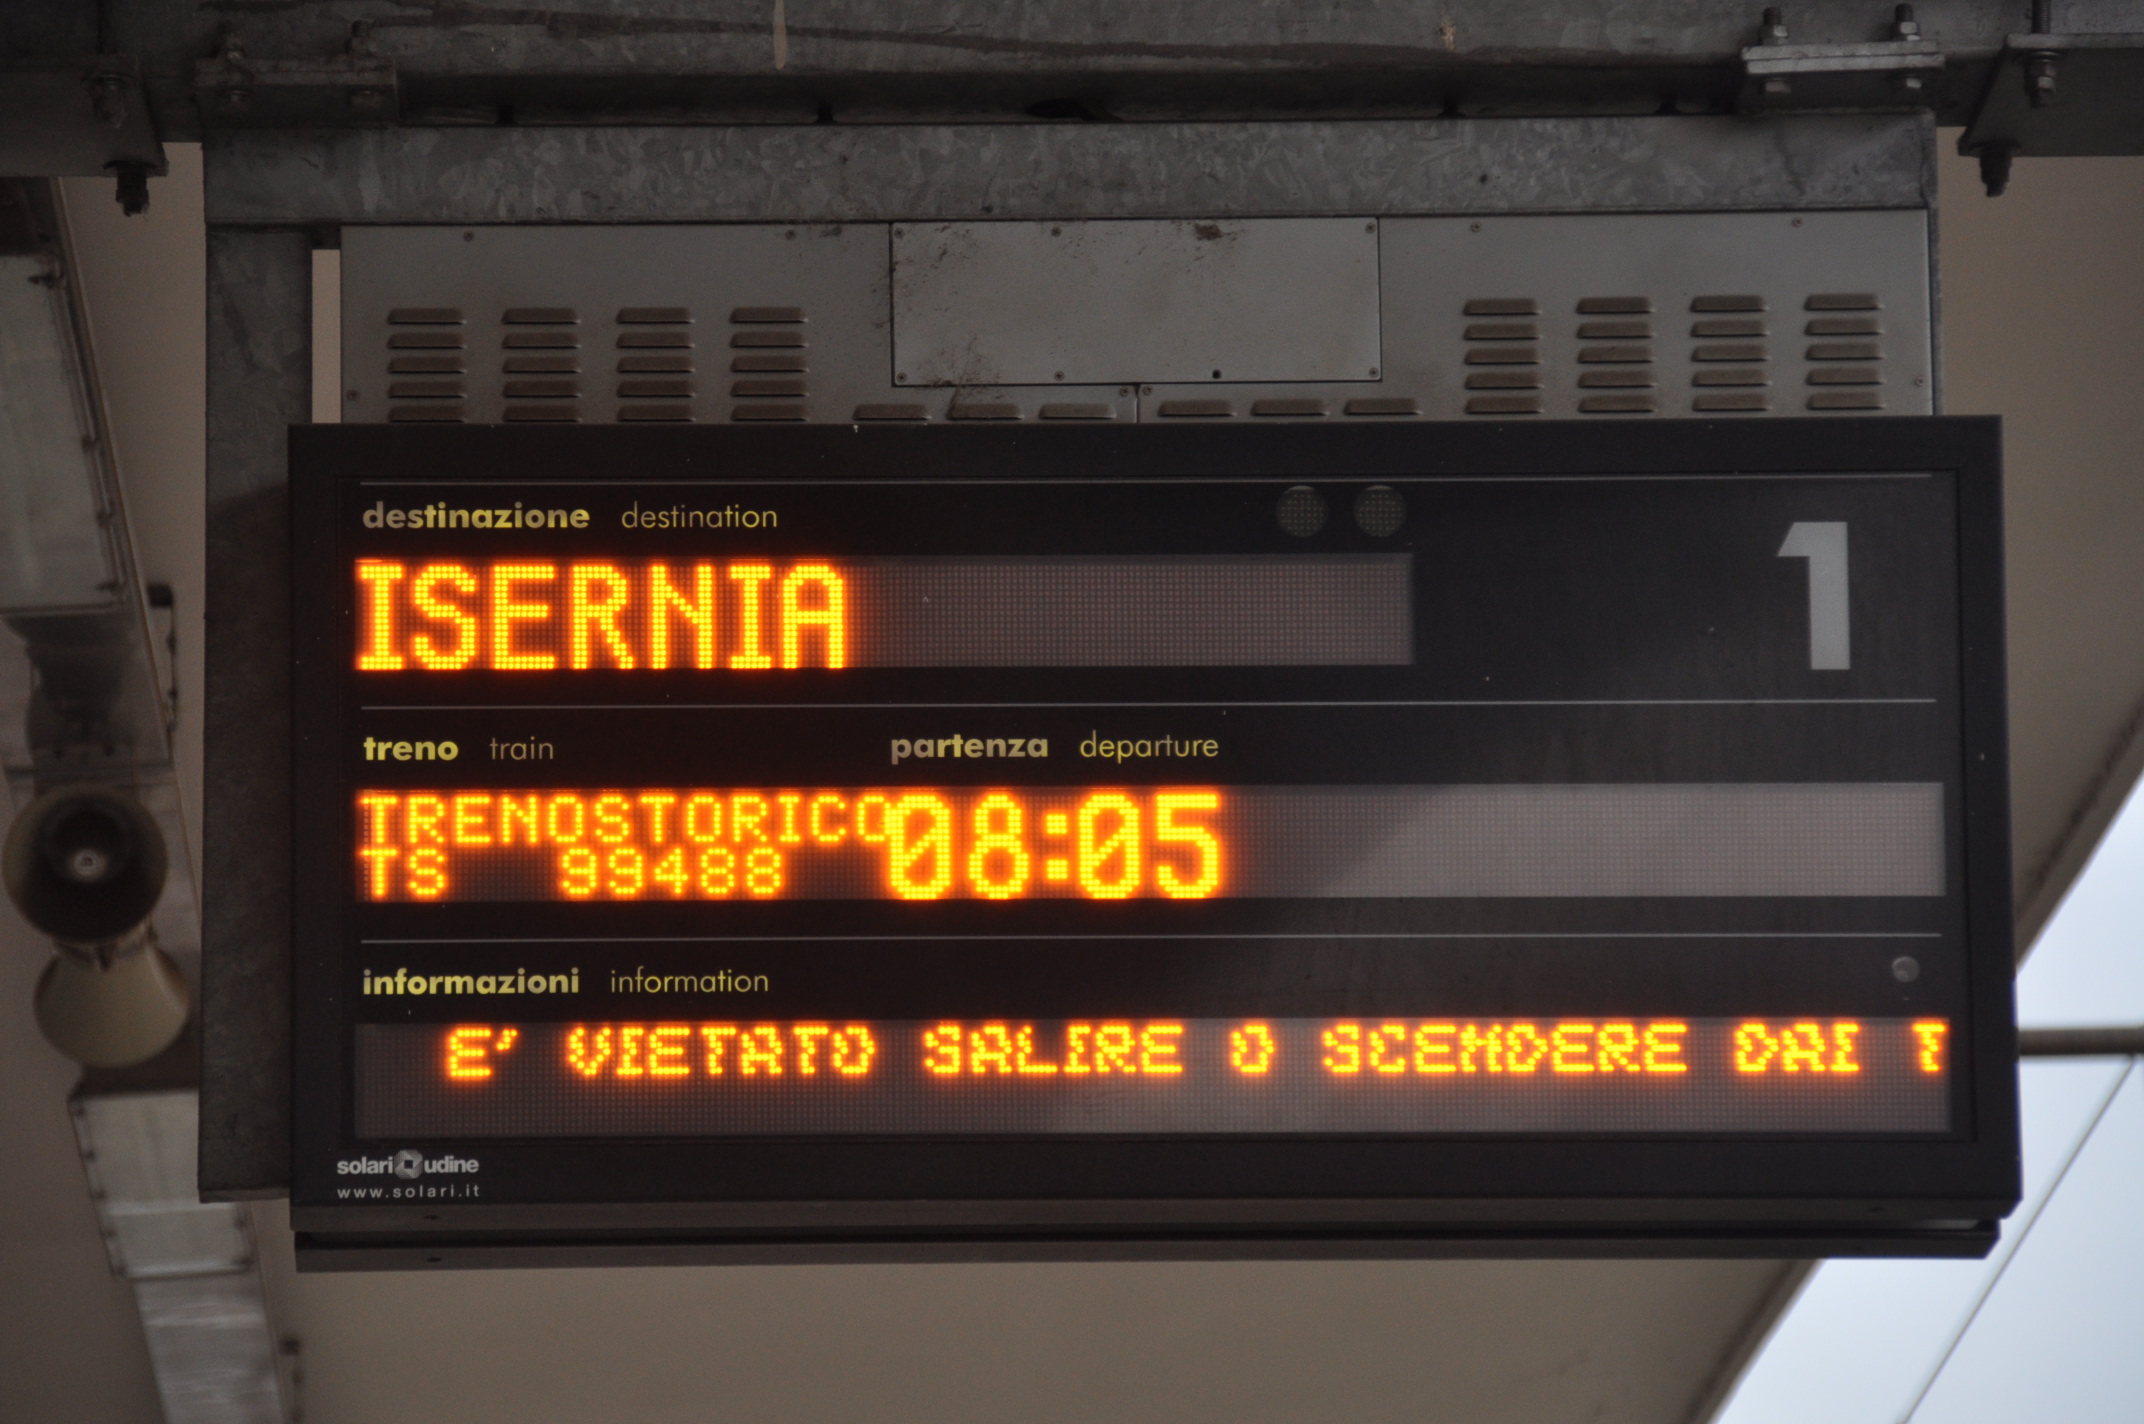 destinazione destination
ISERNIA
1
treno train partenza departure
TRENOSTORICO 08:05
TS 99488
informazioni information
E' VIETATO SALIRE O SCENDERE DAI T
solari udine
www.solari.it